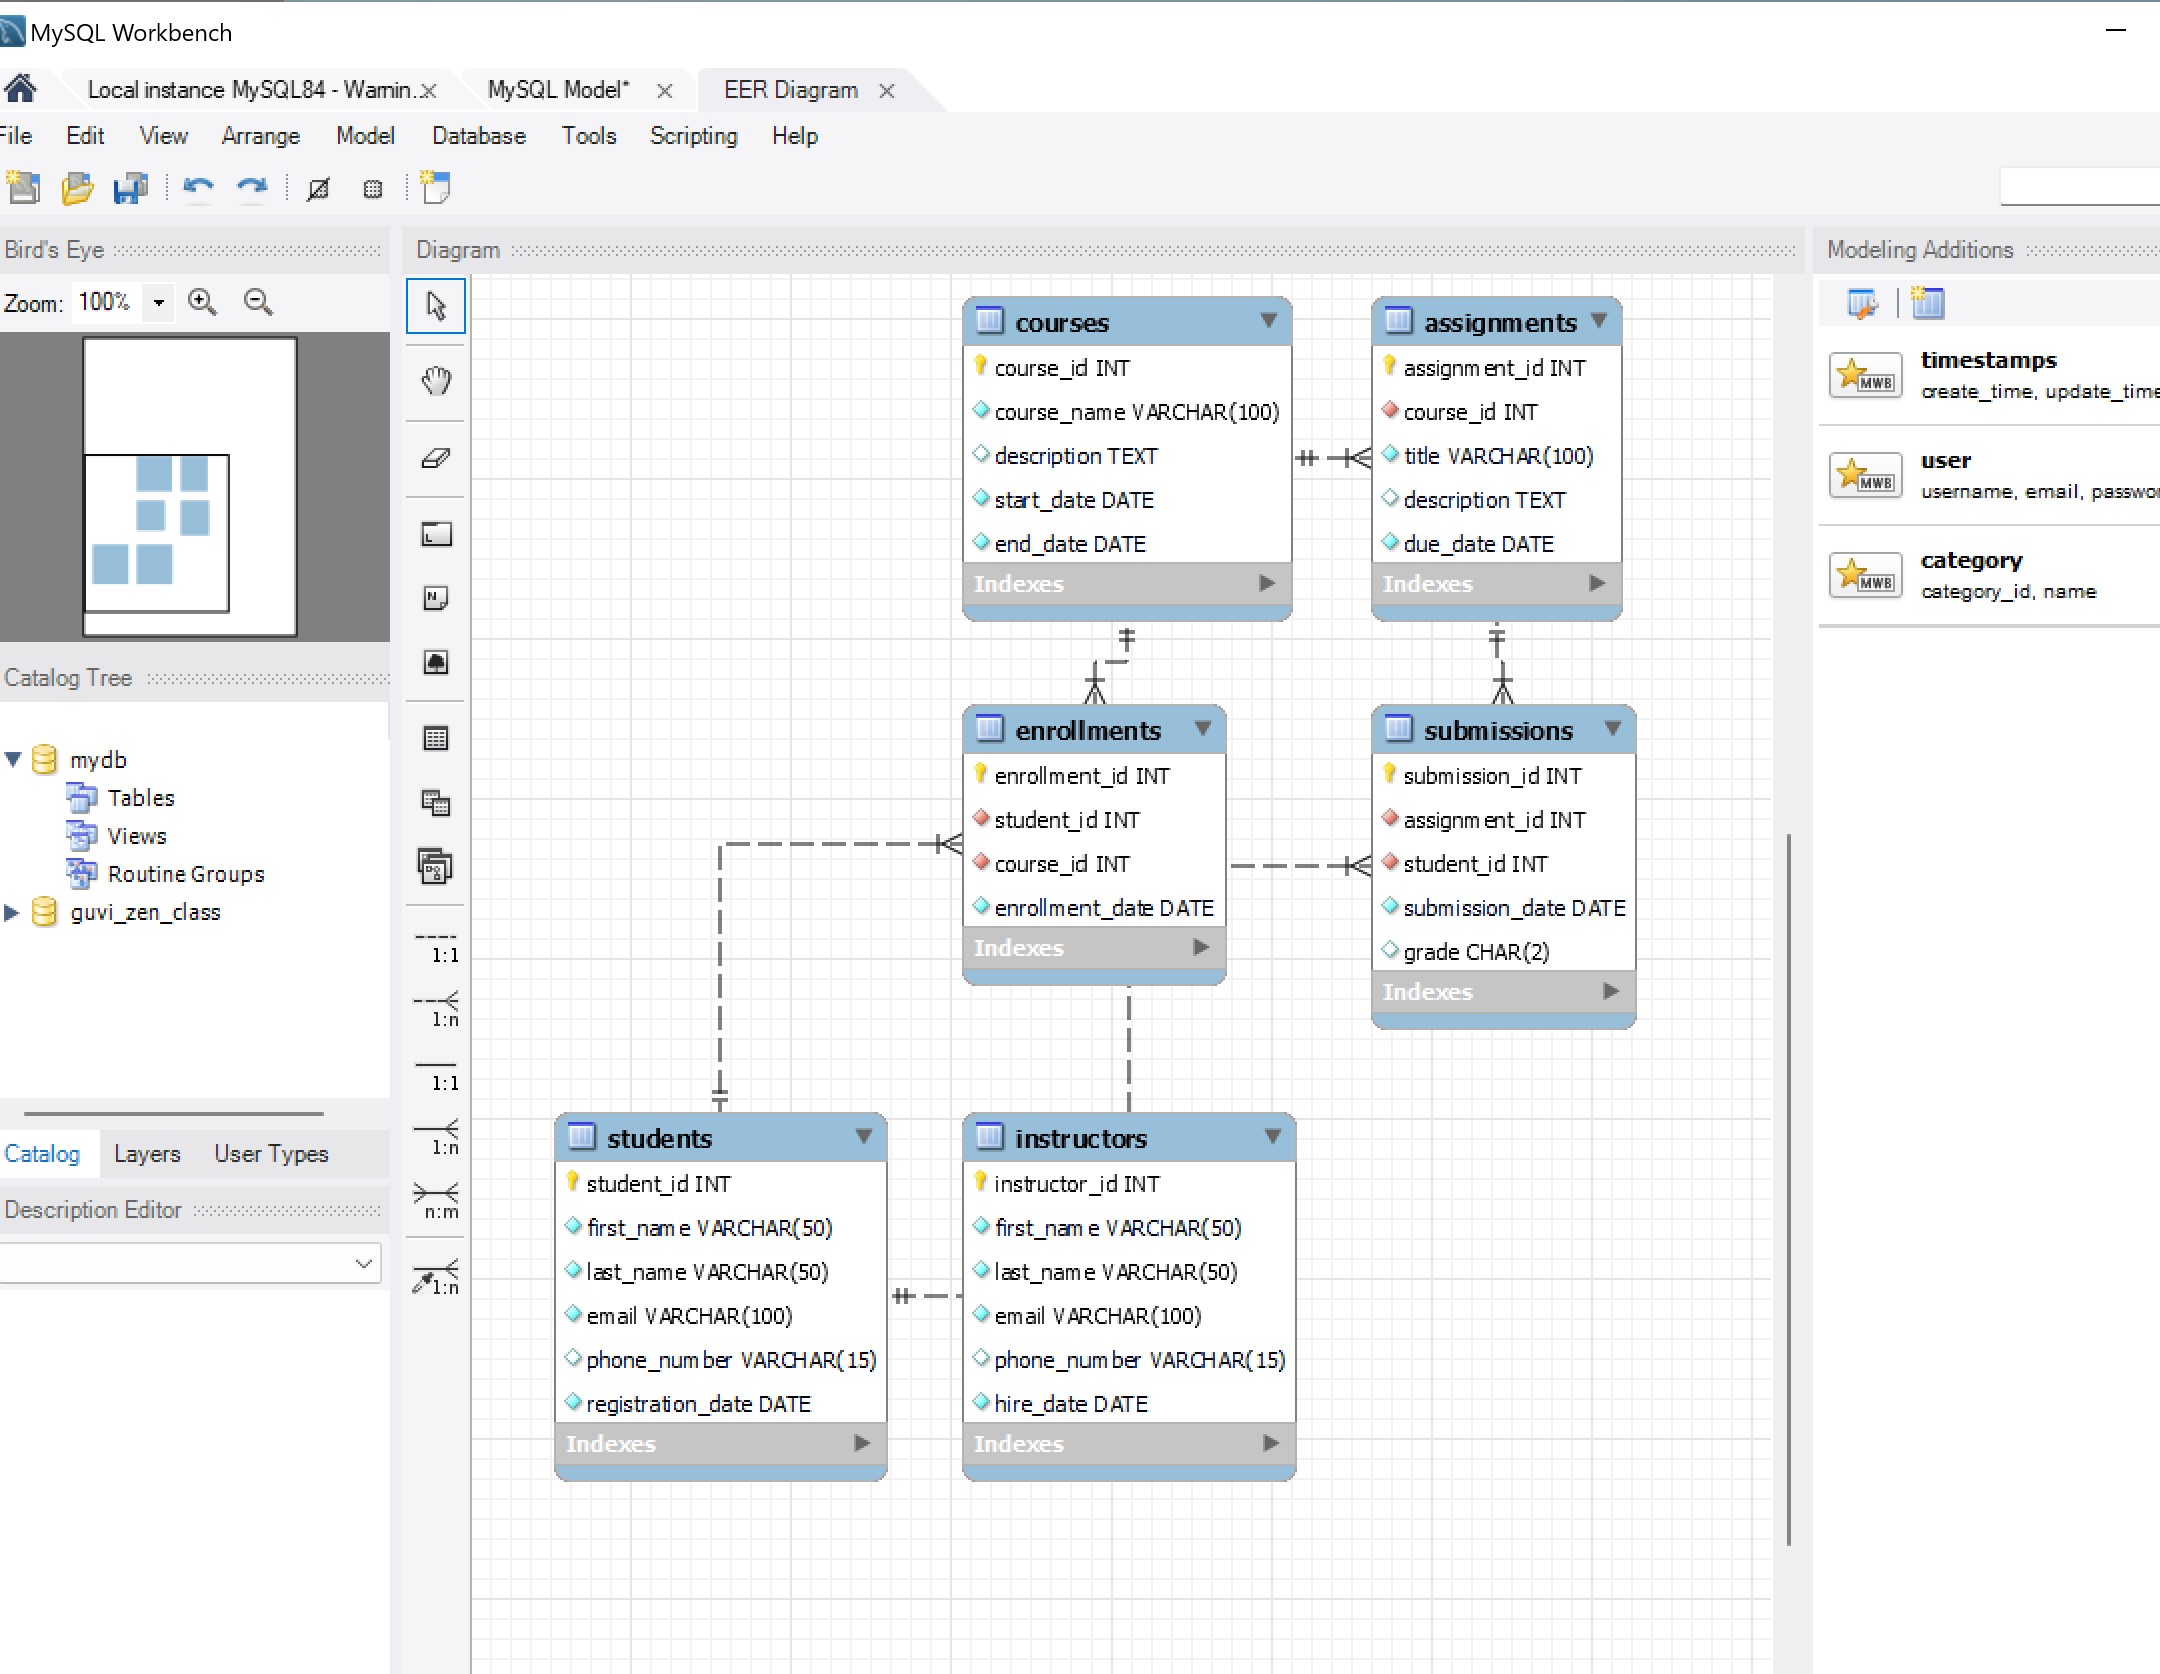 MySQL Workbench
Local instance MySQL84 - Warnin..
MySQL Model*
EER Diagram
File Edit View Arrange Model Database Tools Scripting Help
Bird's Eye
Zoom: 100%
Catalog Tree
mydb
Tables
Views
Routine Groups
guvi_zen_class
Catalog Layers User Types
Description Editor
Diagram
1:1
1:n
1:1
1:n
n:m
1:n
courses
course_id INT
course_name VARCHAR(100)
description TEXT
start_date DATE
end_date DATE
Indexes
assignments
assignment_id INT
course_id INT
title VARCHAR(100)
description TEXT
due_date DATE
Indexes
enrollments
enrollment_id INT
student_id INT
course_id INT
enrollment_date DATE
Indexes
submissions
submission_id INT
assignment_id INT
student_id INT
submission_date DATE
grade CHAR(2)
Indexes
students
student_id INT
first_name VARCHAR(50)
last_name VARCHAR(50)
email VARCHAR(100)
phone_number VARCHAR(15)
registration_date DATE
Indexes
instructors
instructor_id INT
first_name VARCHAR(50)
last_name VARCHAR(50)
email VARCHAR(100)
phone_number VARCHAR(15)
hire_date DATE
Indexes
Modeling Additions
MWB
timestamps
create_time, update_time
MWB
user
username, email, passwo
MWB
category
category_id, name